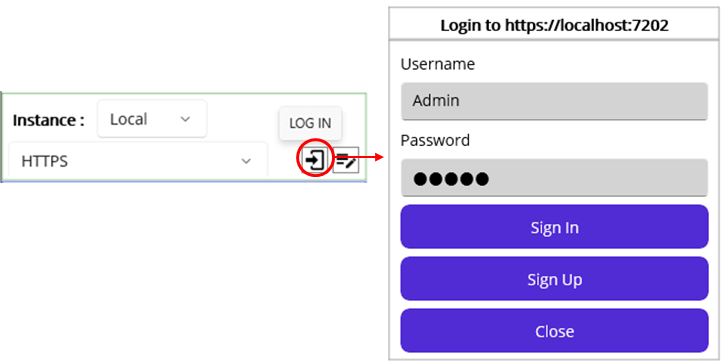 Instance :
Local
LOG IN
HTTPS
Login to https://localhost:7202
Username
Admin
Password
●●●●●
Sign In
Sign Up
Close